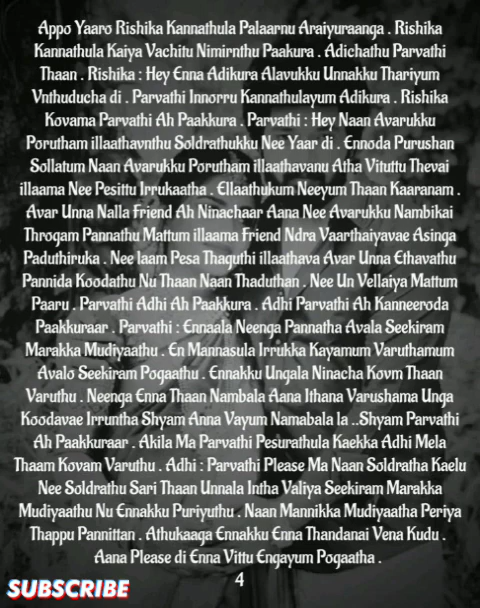 Appo Yaaro Rishika Kannathula Palaarnu Araiyuraanga . Rishika
Kannathula Kaiya Vachitu Nimirnthu Paakura . Adichathu Parvathi
Thaan . Rishika : Hey Enna Adikura Alavukku Unnakku Thariyum
Vnthuducha di . Parvathi Innorru Kannathulayum Adikura . Rishika
Kovama Parvathi Ah Paakkura . Parvathi : Hey Naan Avarukku
Porutham illaathavnthu Soldrathukku Nee Yaar di . Ennoda Purushan
Sollatum Naan Avarukku Porutham illaathavanu Atha Vituttu Thevai
illaama Nee Pesittu Irrukaatha . Ellaathukum Neeyum Thaan Kaaranam .
Avar Unna Nalla Friend Ah Ninachaar Aana Nee Avarukku Nambikai
Throgam Pannathu Mattum illaama Friend Ndra Vaarthaiyavae Asinga
Paduthiruka . Nee laam Pesa Thaguthi illaathava Avar Unna Ethavathu
Pannida Koodathu Nu Thaan Naan Thaduthan . Nee Un Vellaiya Mattum
Paaru . Parvathi Adhi Ah Paakkura . Adhi Parvathi Ah Kanneeroda
Paakkuraar . Parvathi : Ennaala Neenga Pannatha Avala Seekiram
Marakka Mudiyaathu . En Mannasula Irrukka Kayamum Varuthamum
Avalo Seekiram Pogaathu . Ennakku Ungala Ninacha Kovm Thaan
Varuthu . Neenga Enna Thaan Nambala Aana Ithana Varushama Unga
Koodavae Irruntha Shyam Anna Vayum Namabala la ..Shyam Parvathi
Ah Paakkuraar . Akila Ma Parvathi Pesurathula Kaekka Adhi Mela
Thaam Kovam Varuthu . Adhi : Parvathi Please Ma Naan Soldratha Kaelu
Nee Soldrathu Sari Thaan Unnala Intha Valiya Seekiram Marakka
Mudiyaathu Nu Ennakku Puriyuthu . Naan Mannikka Mudiyaatha Periya
Thappu Pannittan . Athukaaga Ennakku Enna Thandanai Vena Kudu .
Aana Please di Enna Vittu Engayum Pogaatha .
4
SUBSCRIBE